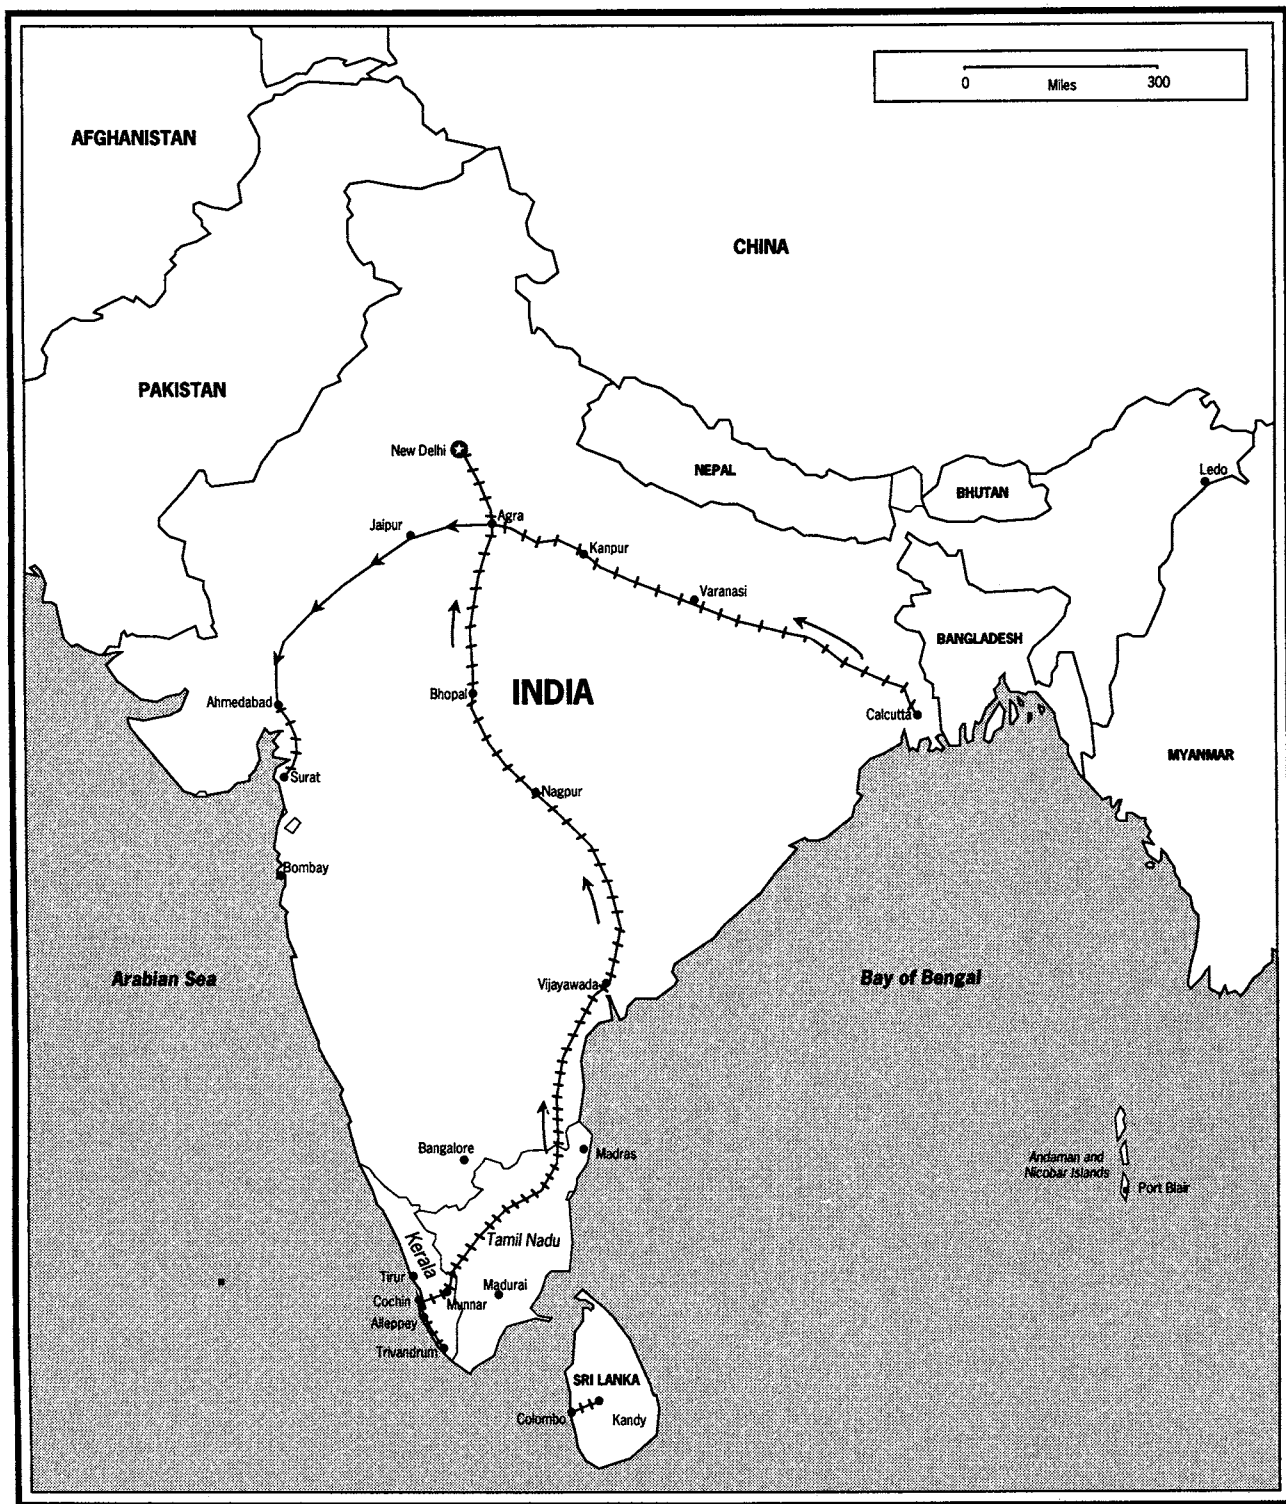 0 Miles 300
AFGHANISTAN
CHINA
PAKISTAN
New Delhi
NEPAL
BHUTAN
Ledo
Jaipur
Agra
Kanpur
Varanasi
BANGLADESH
Ahmedabad
Bhopal
INDIA
Calcutta
MYANMAR
Surat
Nagpur
Bombay
Arabian Sea
Vijayawada
Bay of Bengal
Bangalore
Madras
Andaman and
Nicobar Islands
Port Blair
Kerala
Tamil Nadu
Tirur
Madurai
Cochin
Munnar
Alleppey
Trivandrum
SRI LANKA
Colombo
Kandy